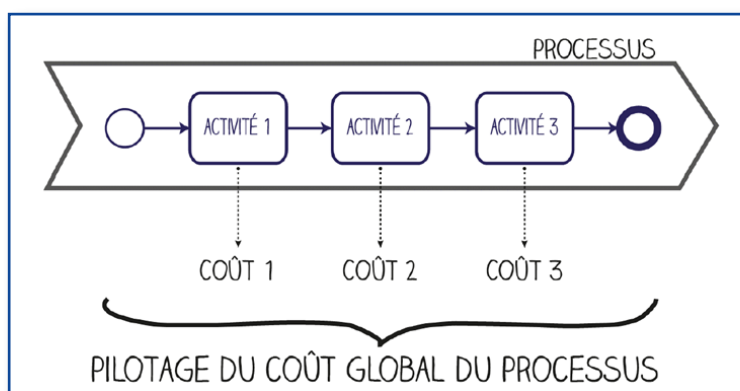 PROCESSUS
ACTIVITÉ 1 ACTIVITÉ 2 ACTIVITÉ 3
COÛT 1 COÛT 2 COÛT 3
PILOTAGE DU COÛT GLOBAL DU PROCESSUS